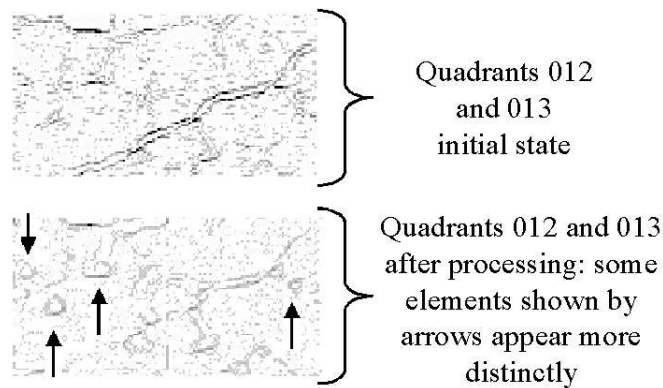 Quadrants 012
and 013
initial state
Quadrants 012 and 013
after processing: some
elements shown by
arrows appear more
distinctly